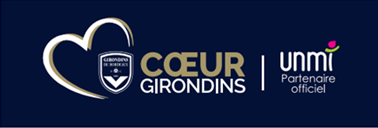 GIRONDINS
DE BORDEAUX
CŒUR
GIRONDINS
unmi
Partenaire
officiel